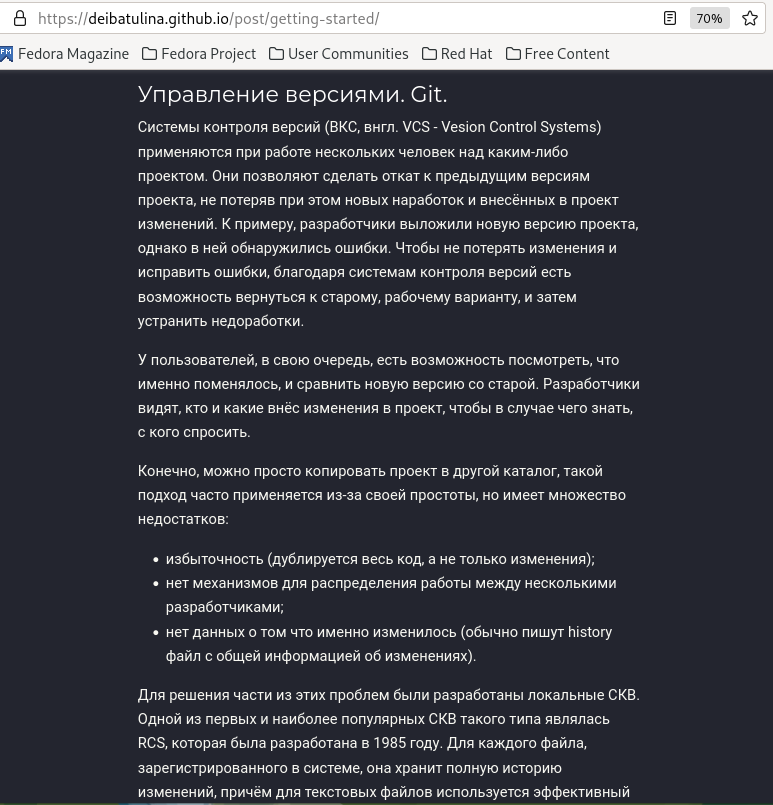 https://deibatulina.github.io/post/getting-started/ 70%
FM Fedora Magazine Fedora Project User Communities Red Hat Free Content
Управление версиями. Git.
Системы контроля версий (ВКС, внгл. VCS - Vesion Control Systems)
применяются при работе нескольких человек над каким-либо
проектом. Они позволяют сделать откат к предыдущим версиям
проекта, не потеряв при этом новых наработок и внесённых в проект
изменений. К примеру, разработчики выложили новую версию проекта,
однако в ней обнаружились ошибки. Чтобы не потерять изменения и
исправить ошибки, благодаря системам контроля версий есть
возможность вернуться к старому, рабочему варианту, и затем
устранить недоработки.
У пользователей, в свою очередь, есть возможность посмотреть, что
именно поменялось, и сравнить новую версию со старой. Разработчики
видят, кто и какие внёс изменения в проект, чтобы в случае чего знать,
с кого спросить.
Конечно, можно просто копировать проект в другой каталог, такой
подход часто применяется из-за своей простоты, но имеет множество
недостатков:
• избыточность (дублируется весь код, а не только изменения);
• нет механизмов для распределения работы между несколькими
разработчиками;
• нет данных о том что именно изменилось (обычно пишут history
файл с общей информацией об изменениях).
Для решения части из этих проблем были разработаны локальные СКВ.
Одной из первых и наиболее популярных СКВ такого типа являлась
RCS, которая была разработана в 1985 году. Для каждого файла,
зарегистрированного в системе, она хранит полную историю
изменений, причём для текстовых файлов используется эффективный